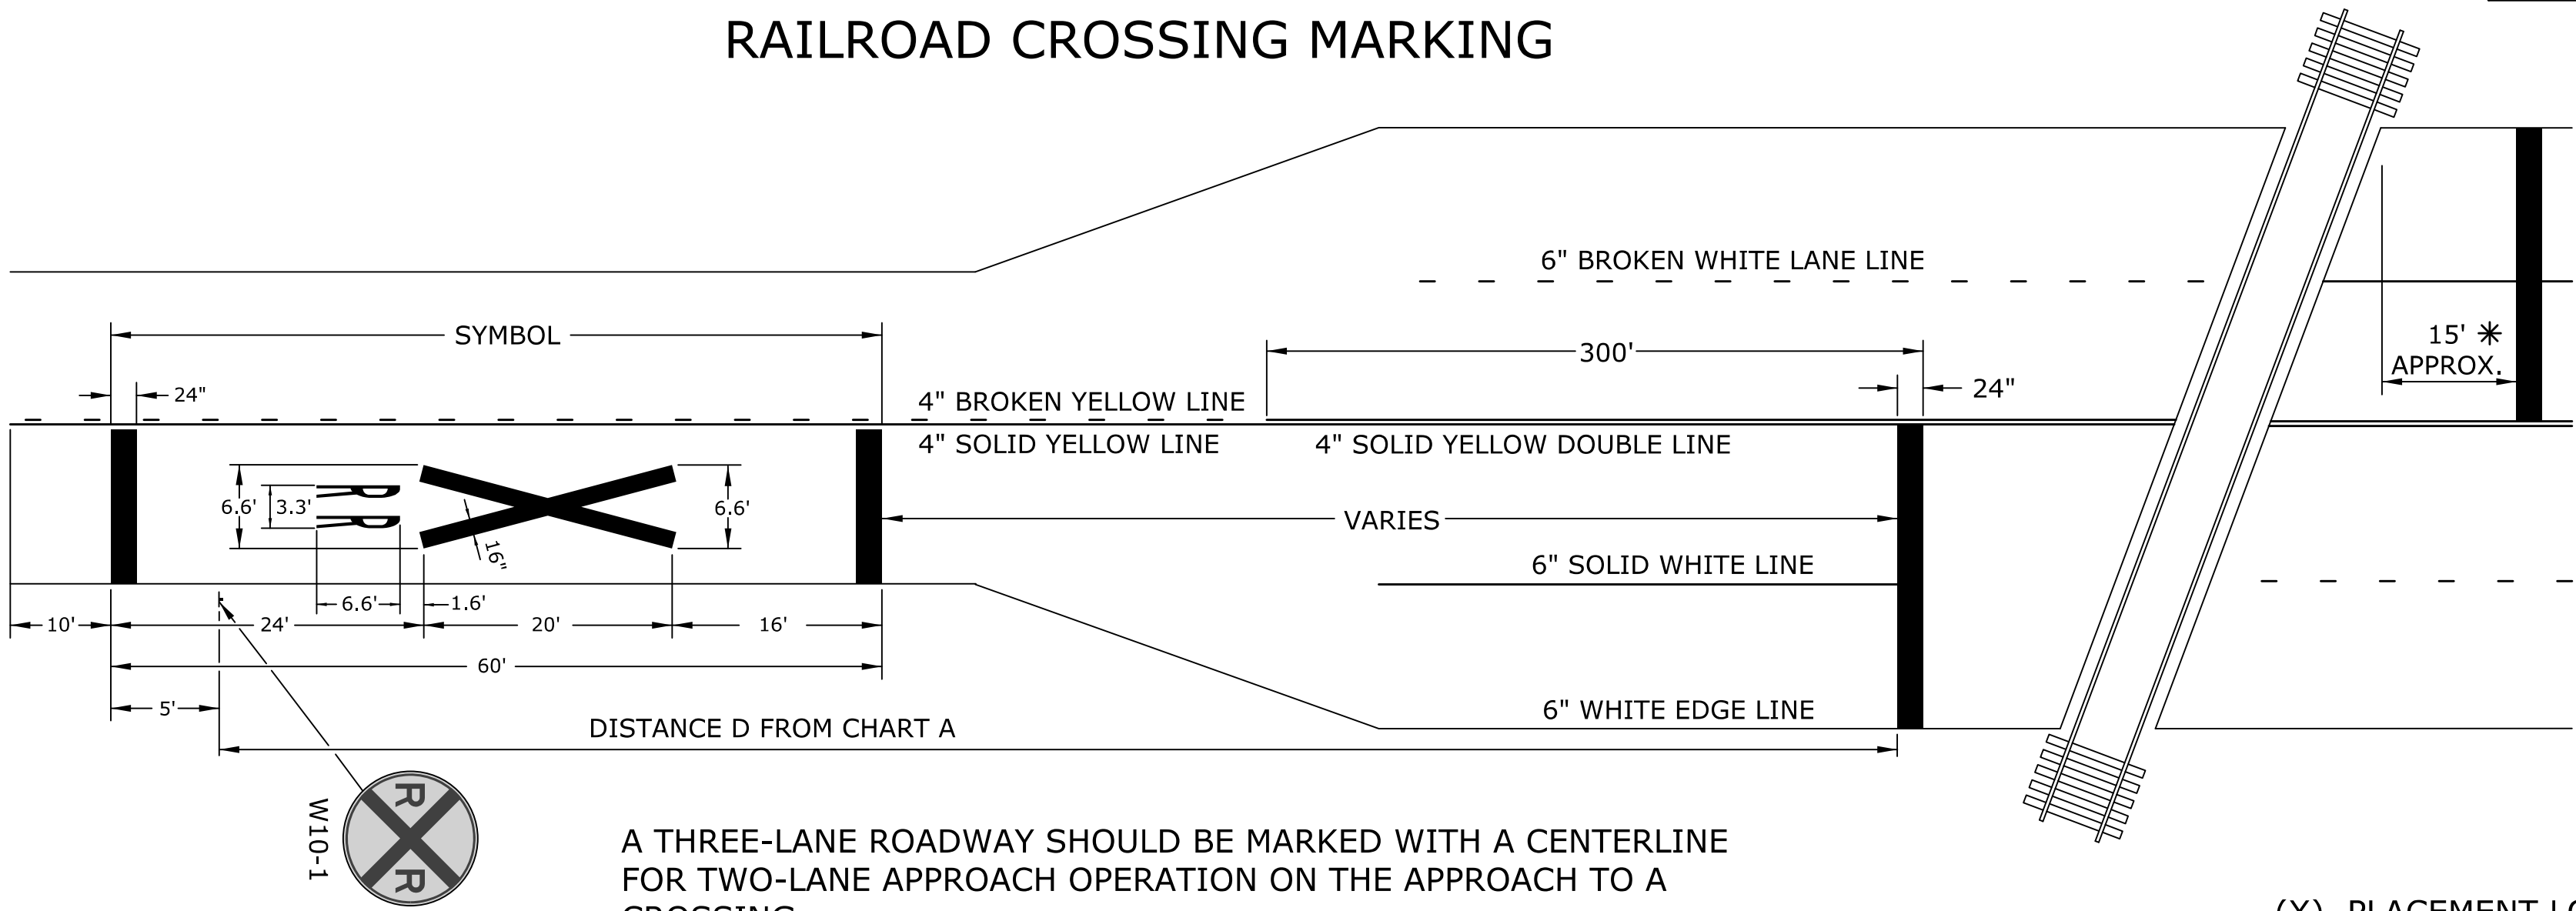 RAILROAD CROSSING MARKING
6" BROKEN WHITE LANE LINE
SYMBOL
300'
15' ✳
APPROX.
24"
24"
4" BROKEN YELLOW LINE
4" SOLID YELLOW LINE
4" SOLID YELLOW DOUBLE LINE
6.6'
3.3'
6.6'
16"
VARIES
6" SOLID WHITE LINE
6.6'
1.6'
10'
24'
20'
16'
60'
5'
6" WHITE EDGE LINE
DISTANCE D FROM CHART A
W10-1
R R
A THREE-LANE ROADWAY SHOULD BE MARKED WITH A CENTERLINE
FOR TWO-LANE APPROACH OPERATION ON THE APPROACH TO A
CROSSING
(X) PLACEMENT LO